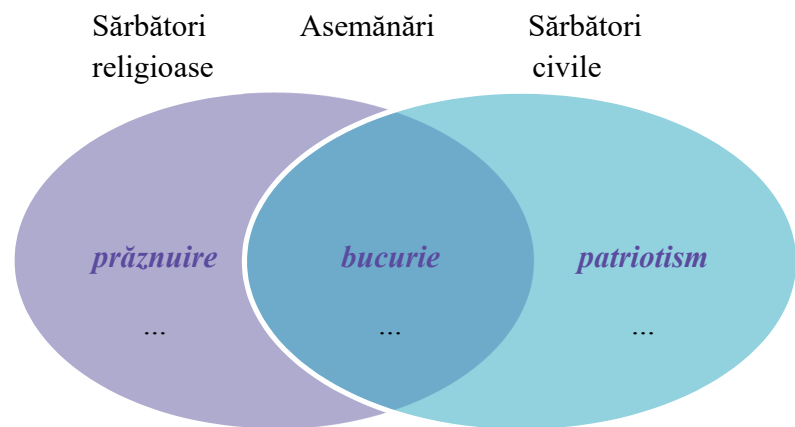 Sărbători religioase
Asemănări
Sărbători civile
prăznuire
bucurie
patriotism
...
...
...